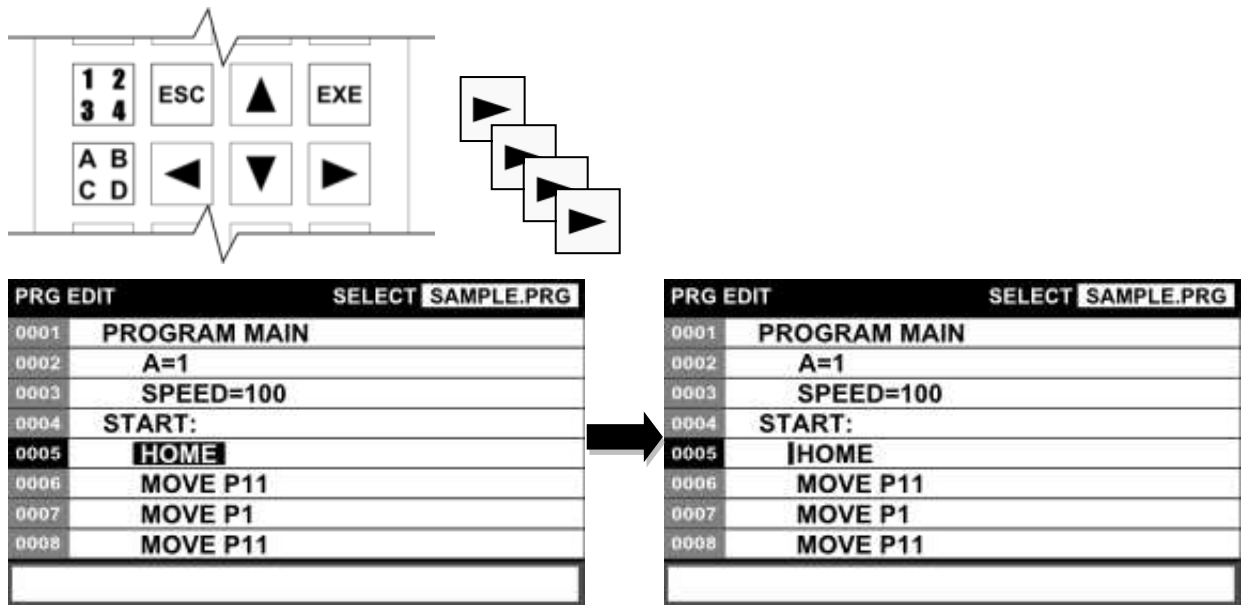 1 2
3 4
ESC
EXE
A B
C D
PRG EDIT SELECT SAMPLE.PRG
0001 PROGRAM MAIN
0002 A=1
0003 SPEED=100
0004 START:
0005 HOME
0006 MOVE P11
0007 MOVE P1
0008 MOVE P11
PRG EDIT SELECT SAMPLE.PRG
0001 PROGRAM MAIN
0002 A=1
0003 SPEED=100
0004 START:
0005 HOME
0006 MOVE P11
0007 MOVE P1
0008 MOVE P11